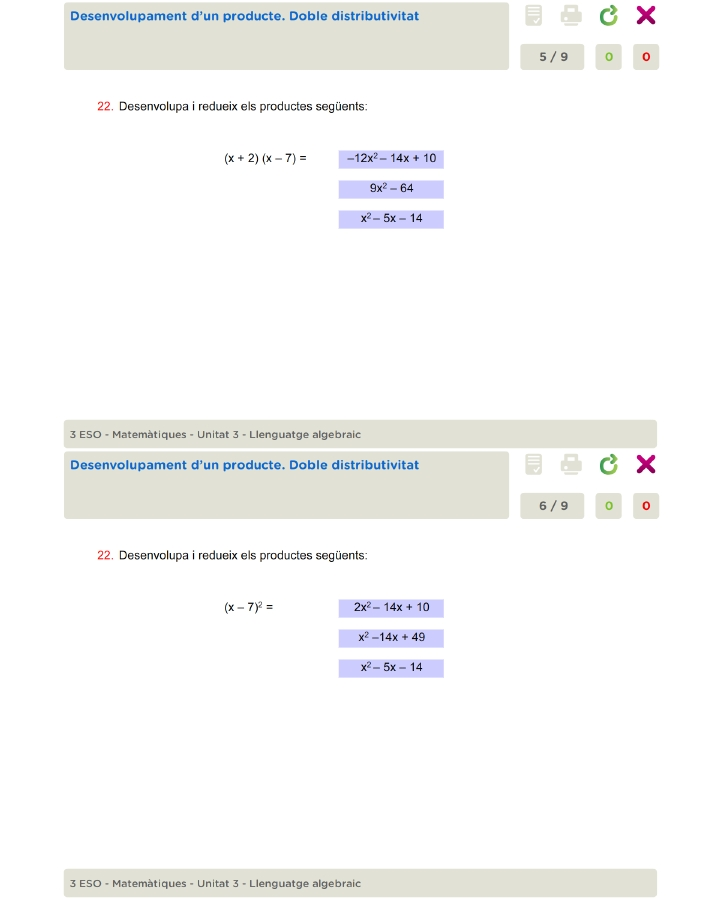 Desenvolupament d'un producte. Doble distributivitat
5 / 9 0 0
22. Desenvolupa i redueix els productes següents:
(x + 2) (x – 7) = –12x² – 14x + 10
9x² – 64
x² – 5x – 14
3 ESO - Matemàtiques - Unitat 3 - Llenguatge algebraic
Desenvolupament d'un producte. Doble distributivitat
6 / 9 0 0
22. Desenvolupa i redueix els productes següents:
(x – 7)² = 2x² – 14x + 10
x² –14x + 49
x² – 5x – 14
3 ESO - Matemàtiques - Unitat 3 - Llenguatge algebraic